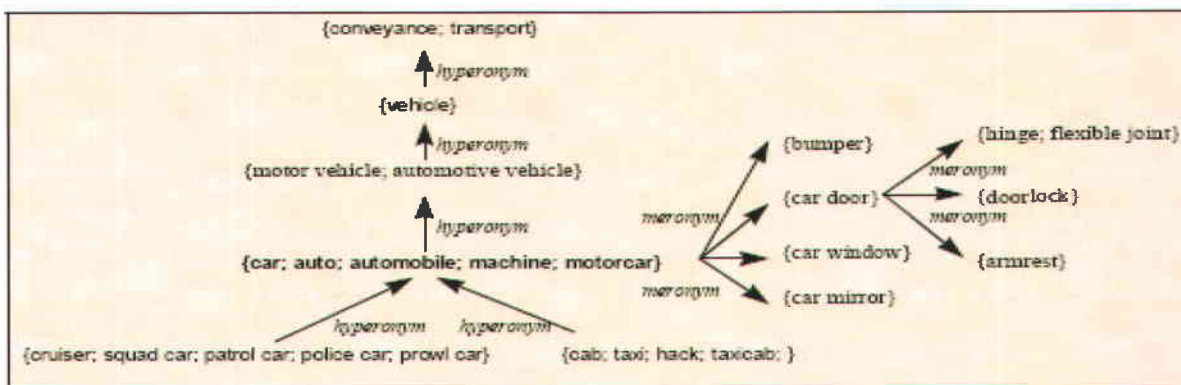 {conveyance; transport}
hyperonym
{vehicle}
hyperonym
{motor vehicle; automotive vehicle}
hyperonym
{car; auto; automobile; machine; motorcar}
hyperonym
hyperonym
{cruiser; squad car; patrol car; police car; prowl car}
{cab; taxi; hack; taxicab; }
meronym
meronym
{bumper}
{car door}
{car window}
{car mirror}
meronym
meronym
{hinge; flexible joint}
{doorlock}
{armrest}